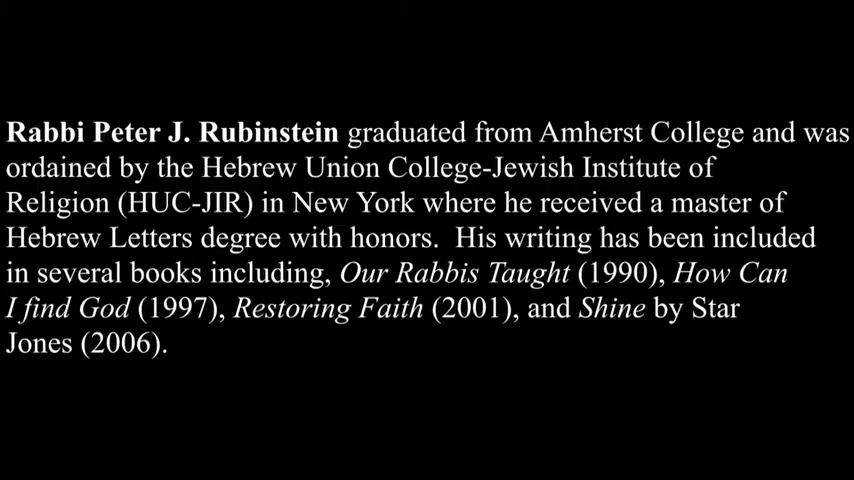 Rabbi Peter J. Rubinstein graduated from Amherst College and was
ordained by the Hebrew Union College-Jewish Institute of
Religion (HUC-JIR) in New York where he received a master of
Hebrew Letters degree with honors.  His writing has been included
in several books including, Our Rabbis Taught (1990), How Can
I find God (1997), Restoring Faith (2001), and Shine by Star
Jones (2006).